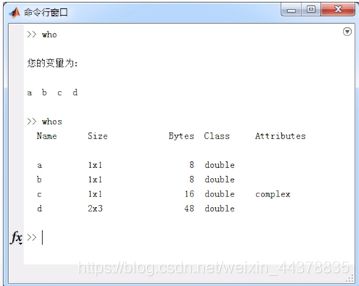 命令行窗口
>> who
您的变量为:
a b c d
>> whos
Name Size Bytes Class Attributes
a 1x1 8 double
b 1x1 8 double
c 1x1 16 double complex
d 2x3 48 double
fx >>
https://blog.csdn.net/weixin_44378835